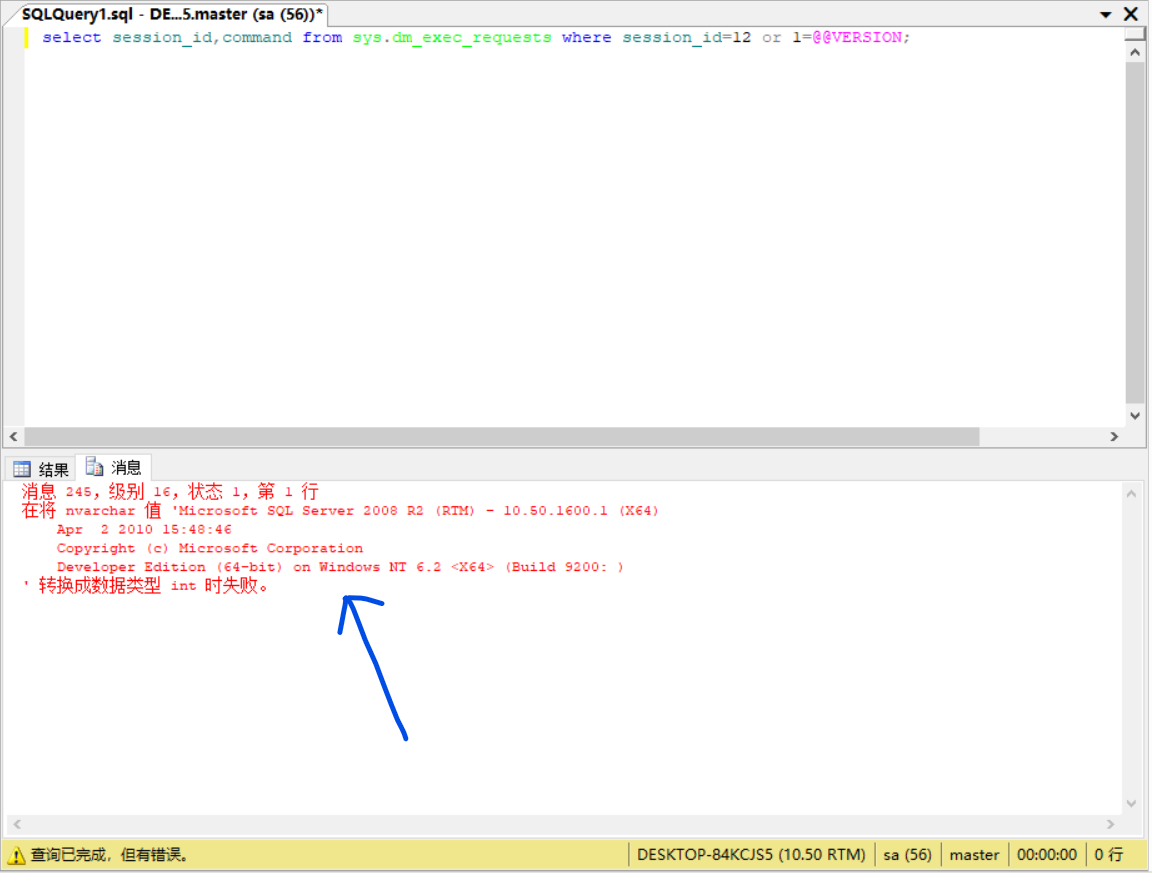 SQLQuery1.sql - DE...5.master (sa (56))*
select session_id,command from sys.dm_exec_requests where session_id=12 or 1=@@VERSION;
结果 消息
消息 245，级别 16，状态 1，第 1 行
在将 nvarchar 值 'Microsoft SQL Server 2008 R2 (RTM) - 10.50.1600.1 (X64)
Apr  2 2010 15:48:46
Copyright (c) Microsoft Corporation
Developer Edition (64-bit) on Windows NT 6.2 <X64> (Build 9200: )
' 转换成数据类型 int 时失败。
查询已完成，但有错误。 DESKTOP-84KCJS5 (10.50 RTM) sa (56) master 00:00:00 0 行